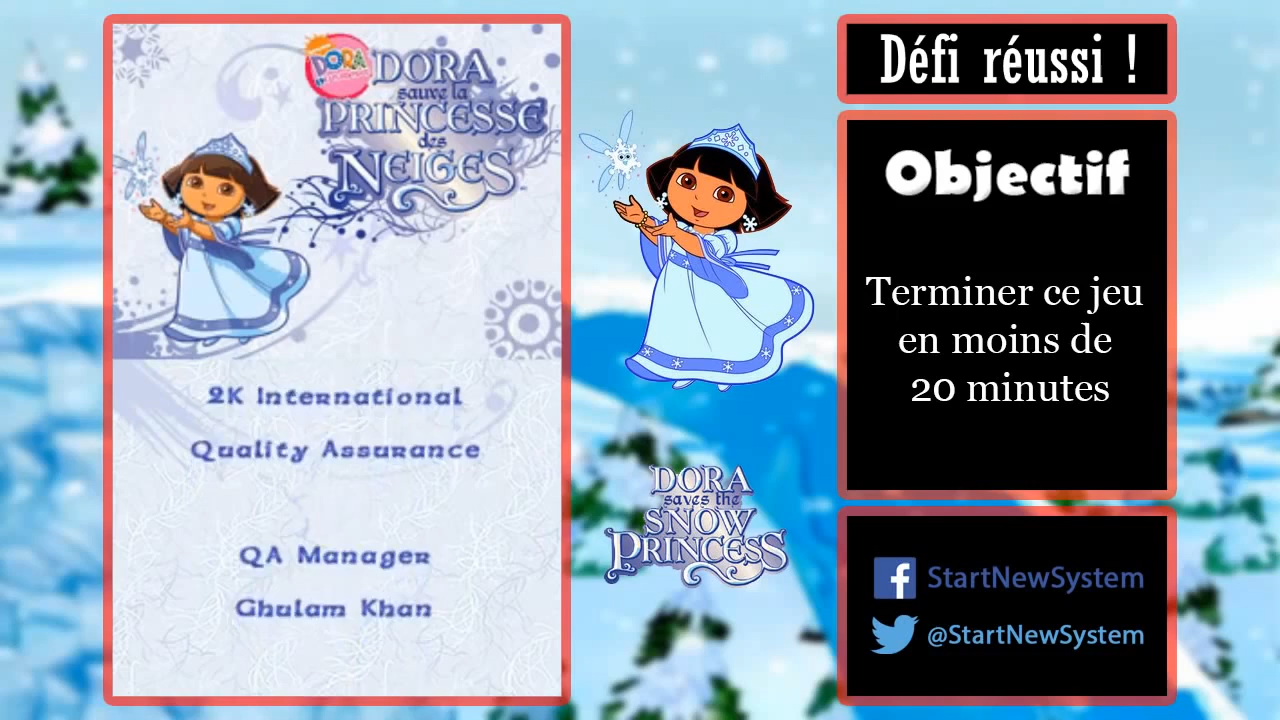 DORA
DORA
sauve la
PRINCESSE
des
NEIGES
2K International
Quality Assurance
QA Manager
Ghulam Khan
DORA
saves the
SNOW
PRINCESS
Défi réussi !
Objectif
Terminer ce jeu
en moins de
20 minutes
StartNewSystem
@StartNewSystem